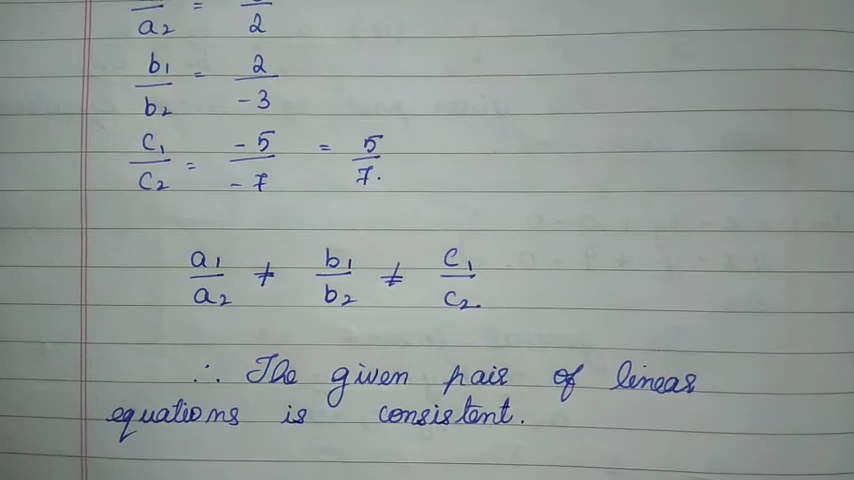 a₂ = 2
b₁/b₂ = 2/-3
c₁/c₂ = -5/-7 = 5/7.
a₁/a₂ ≠ b₁/b₂ ≠ c₁/c₂.
∴ The given pair of linear
equations is consistent.